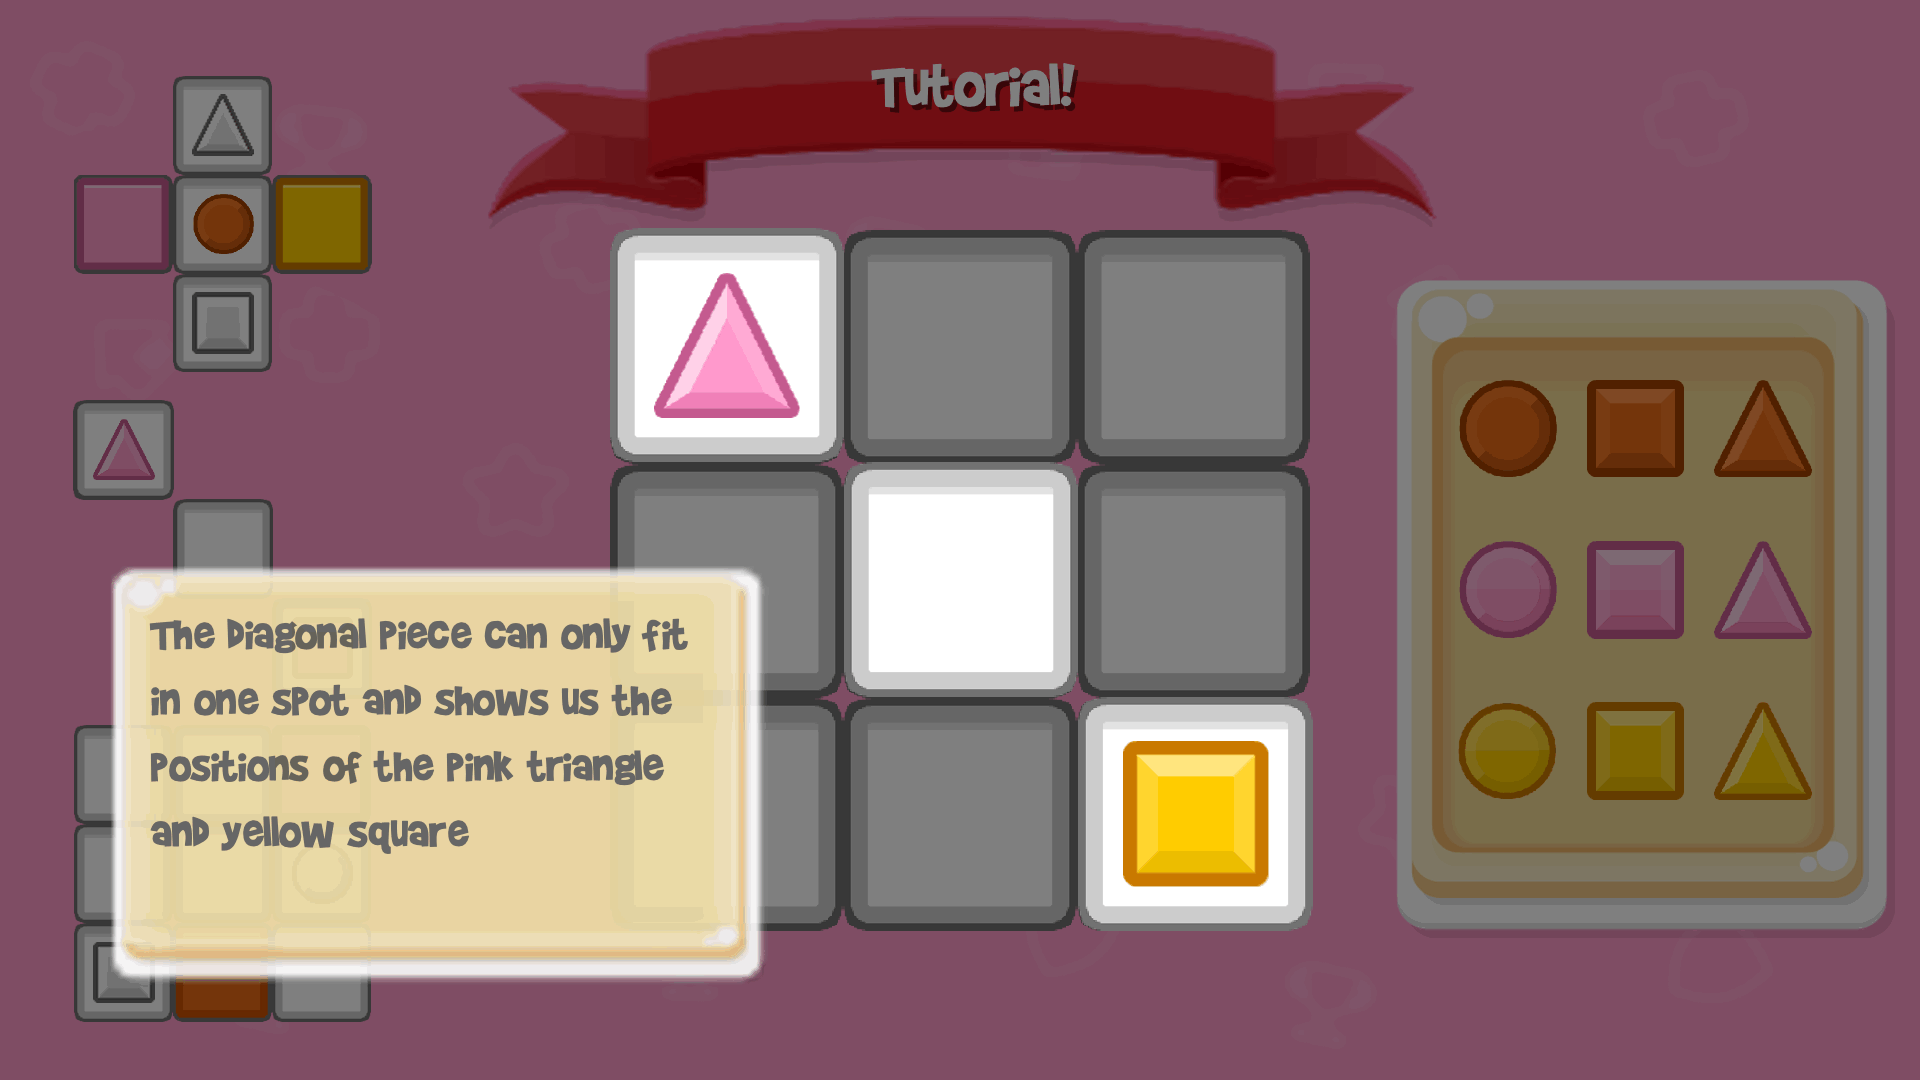 Tutorial!
The Diagonal Piece can only fit
in one spot and shows us the
Positions of the Pink triangle
and yellow square